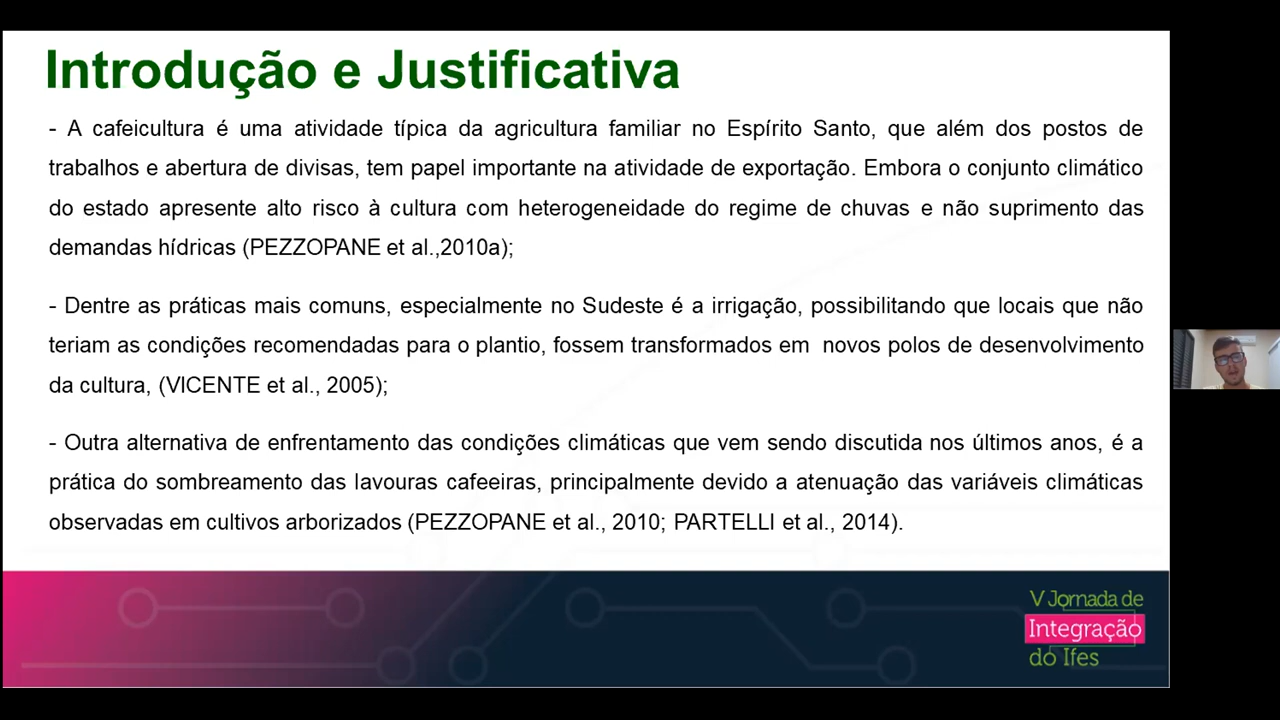 Introdução e Justificativa
- A cafeicultura é uma atividade típica da agricultura familiar no Espírito Santo, que além dos postos de
trabalhos e abertura de divisas, tem papel importante na atividade de exportação. Embora o conjunto climático
do estado apresente alto risco à cultura com heterogeneidade do regime de chuvas e não suprimento das
demandas hídricas (PEZZOPANE et al.,2010a);
- Dentre as práticas mais comuns, especialmente no Sudeste é a irrigação, possibilitando que locais que não
teriam as condições recomendadas para o plantio, fossem transformados em novos polos de desenvolvimento
da cultura, (VICENTE et al., 2005);
- Outra alternativa de enfrentamento das condições climáticas que vem sendo discutida nos últimos anos, é a
prática do sombreamento das lavouras cafeeiras, principalmente devido a atenuação das variáveis climáticas
observadas em cultivos arborizados (PEZZOPANE et al., 2010; PARTELLI et al., 2014).
V Jornada de
Integração
do Ifes